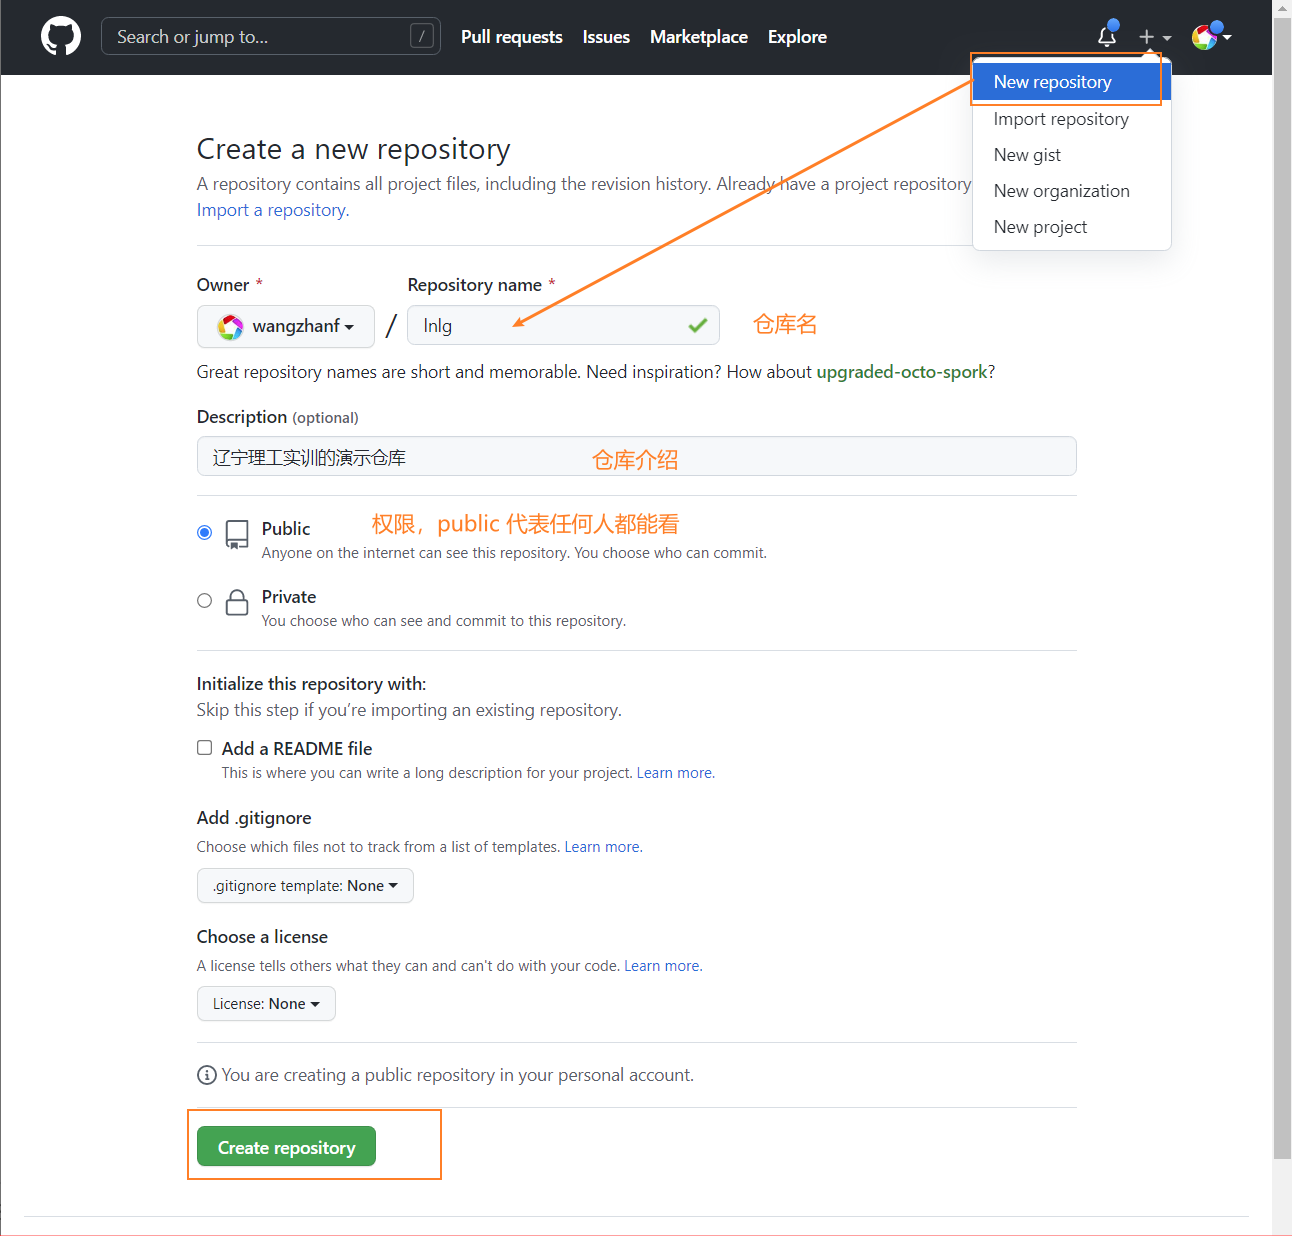 Search or jump to...
/
Pull requests
Issues
Marketplace
Explore
New repository
Import repository
New gist
New organization
New project
Create a new repository
A repository contains all project files, including the revision history. Already have a project repository
Import a repository.
Owner *
Repository name *
wangzhanf
/
lnlg
仓库名
Great repository names are short and memorable. Need inspiration? How about upgraded-octo-spork?
Description (optional)
辽宁理工实训的演示仓库
仓库介绍
Public
权限，public 代表任何人都能看
Anyone on the internet can see this repository. You choose who can commit.
Private
You choose who can see and commit to this repository.
Initialize this repository with:
Skip this step if you’re importing an existing repository.
Add a README file
This is where you can write a long description for your project. Learn more.
Add .gitignore
Choose which files not to track from a list of templates. Learn more.
.gitignore template: None
Choose a license
A license tells others what they can and can't do with your code. Learn more.
License: None
You are creating a public repository in your personal account.
Create repository